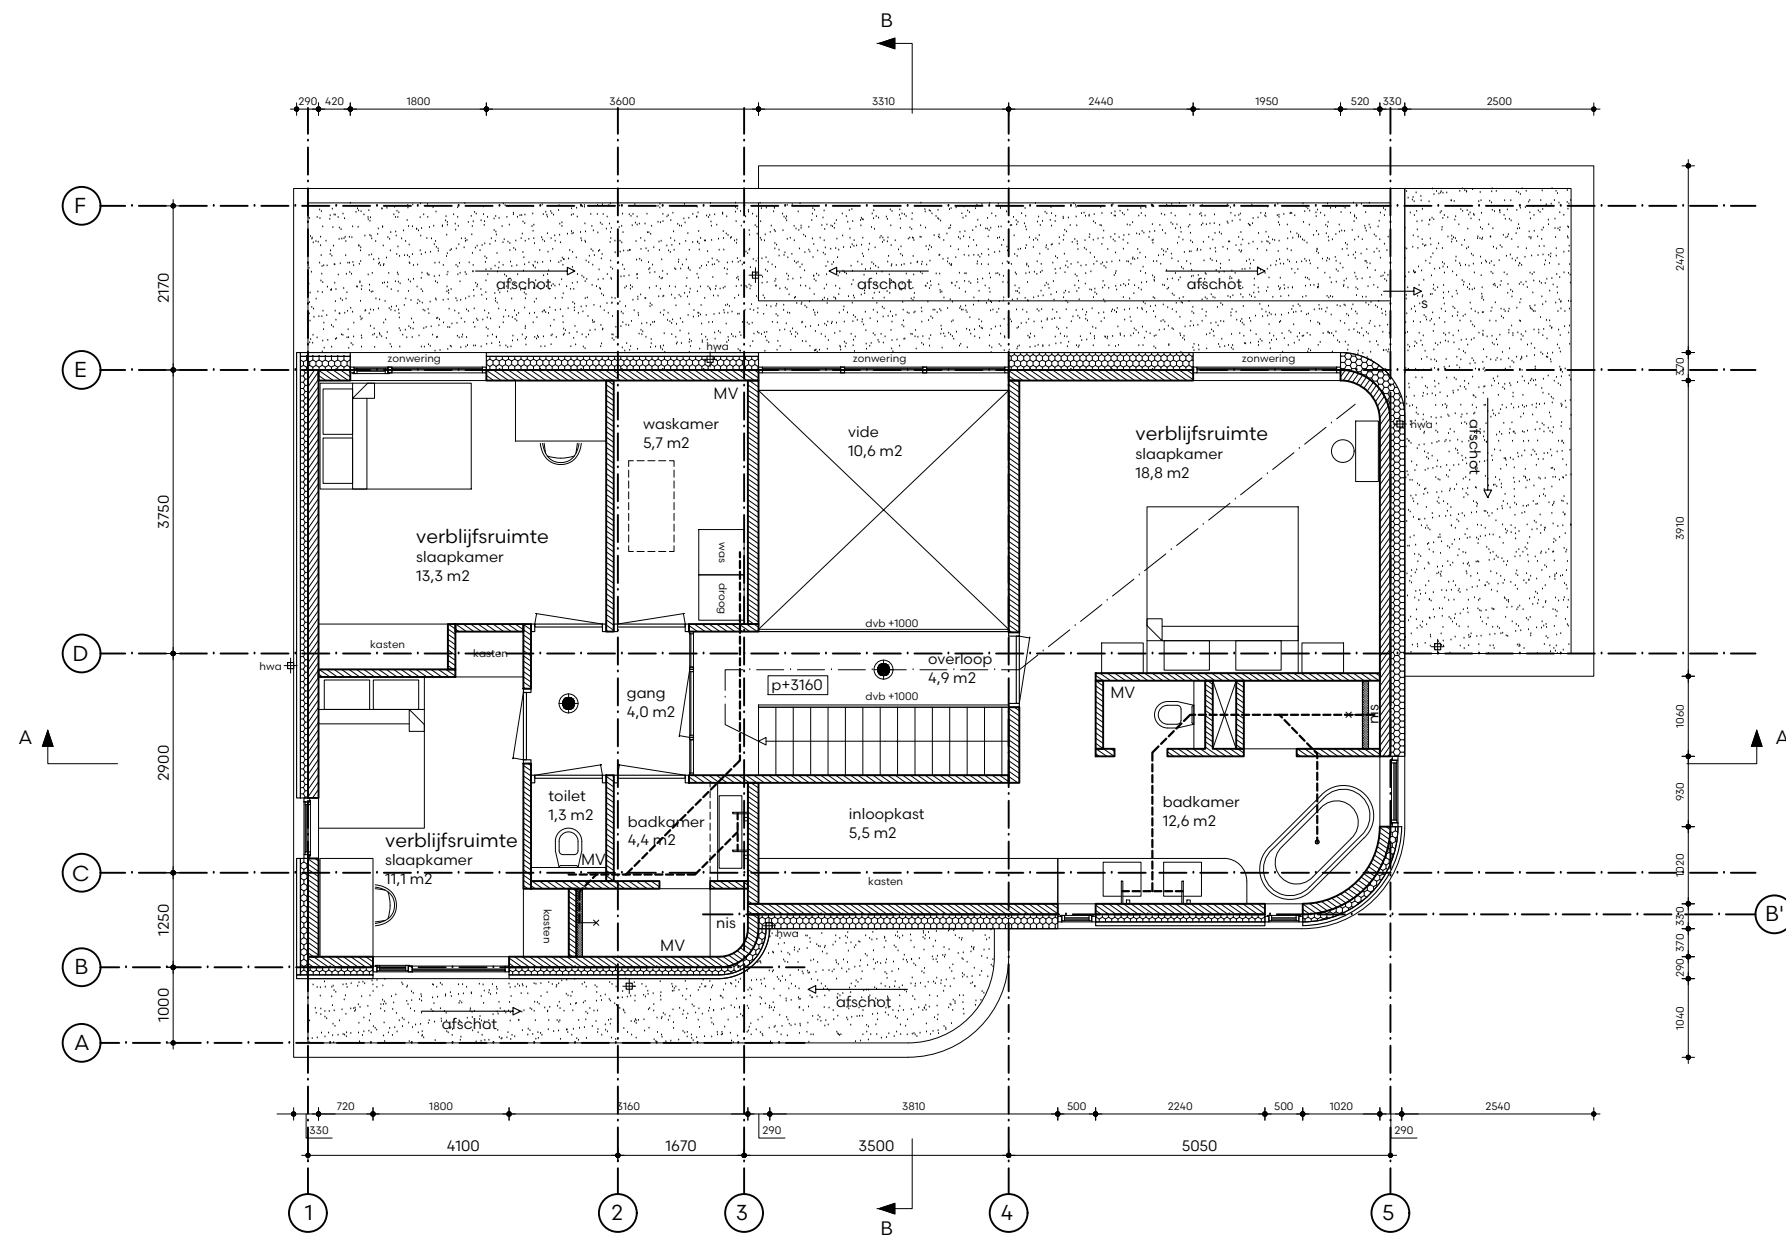 B
290 420 1800 3600 3310 2440 1950 520 330 2500
F
afschot afschot afschot
s
2170
2470
hwa
zonwering zonwering zonwering
E
370
MV
waskamer
5,7 m2
vide
10,6 m2
verblijfsruimte
slaapkamer
18,8 m2
hwa
afschot
3750
3910
verblijfsruimte
slaapkamer
13,3 m2
was
droog
dvb +1000
kasten
kasten
D
hwa
overloop
4,9 m2
gang
4,0 m2
p+3160
dvb +1000
MV
nis
1060
A
A
2900
930
toilet
1,3 m2
badkamer
4,4 m2
inloopkast
5,5 m2
badkamer
12,6 m2
verblijfsruimte
slaapkamer
11,1 m2
MV
C
kasten
1020
1250
kasten
nis
hwa
MV
330
B'
370
B
290
1000
afschot
afschot
1040
A
720 1800 3160 3810 500 2240 500 1020 2540
330 290 290
4100 1670 3500 5050
1 2 3 4 5
B